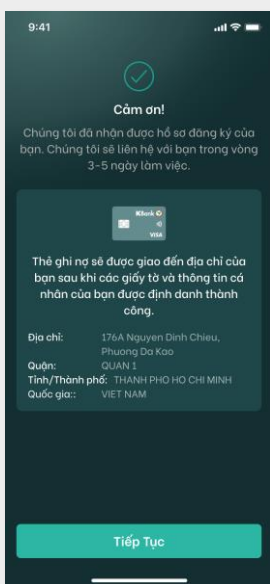 9:41
Cảm ơn!
Chúng tôi đã nhận được hồ sơ đăng ký của
bạn. Chúng tôi sẽ liên hệ với bạn trong vòng
3-5 ngày làm việc.
KBank
VISA
Thẻ ghi nợ sẽ được giao đến địa chỉ của
bạn sau khi các giấy tờ và thông tin cá
nhân của bạn được định danh thành
công.
Địa chỉ: 176A Nguyen Dinh Chieu,
Phuong Da Kao
Quận: QUAN 1
Tỉnh/Thành phố: THANH PHO HO CHI MINH
Quốc gia:: VIET NAM
Tiếp Tục